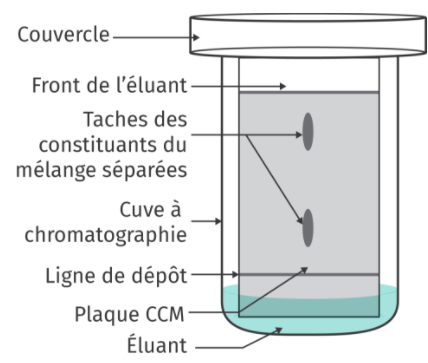 Couvercle
Front de l'éluant
Taches des
constituants du
mélange séparées
Cuve à
chromatographie
Ligne de dépôt
Plaque CCM
Éluant